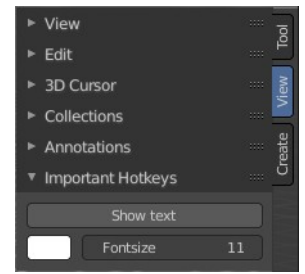 View
Edit
3D Cursor
Collections
Annotations
Important Hotkeys
Show text
Fontsize 11
Tool
View
Create